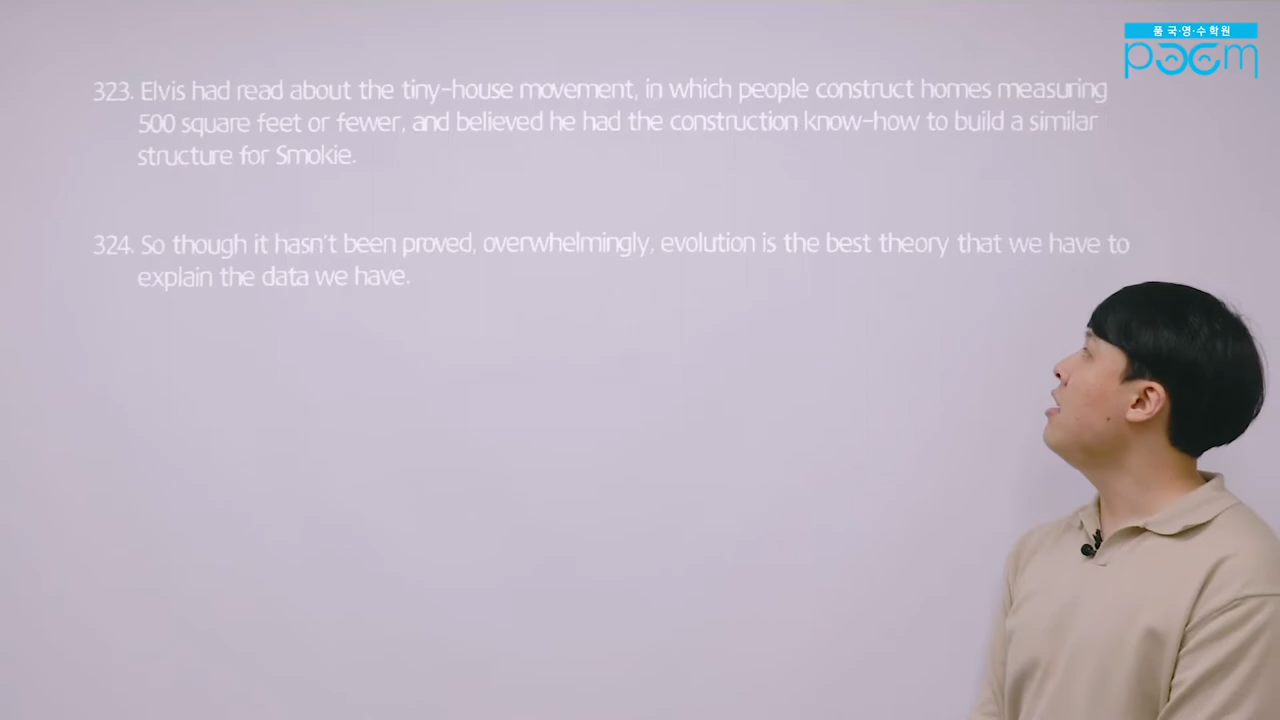 품 국·영·수 학원
poem
323. Elvis had read about the tiny-house movement, in which people construct homes measuring
500 square feet or fewer, and believed he had the construction know-how to build a similar
structure for Smokie.
324. So though it hasn't been proved, overwhelmingly, evolution is the best theory that we have to
explain the data we have.